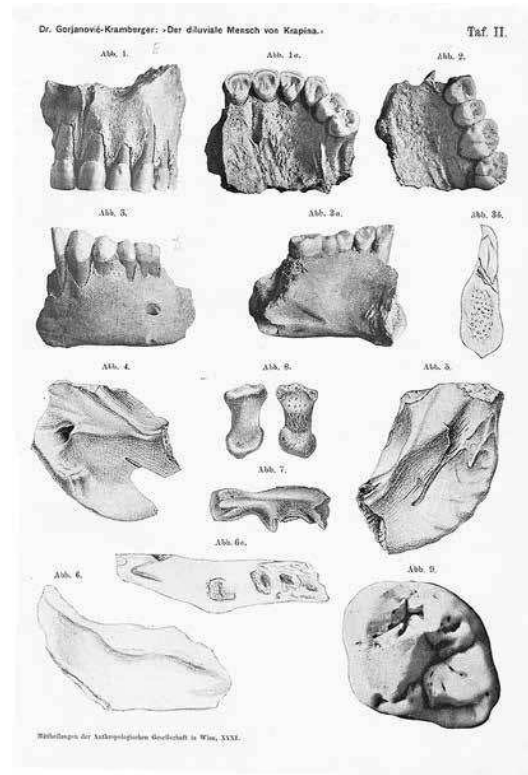 Dr. Gorjanović-Kramberger: »Der diluviale Mensch von Krapina.«
Taf. II.
Abb. 1.
Abb. 1a.
Abb. 2.
Abb. 3.
Abb. 3a.
Abb. 3b.
Abb. 4.
Abb. 8.
Abb. 5.
Abb. 7.
Abb. 6a.
Abb. 6.
Abb. 9.
Mittheilungen der Anthropologischen Gesellschaft in Wien, XXXI.